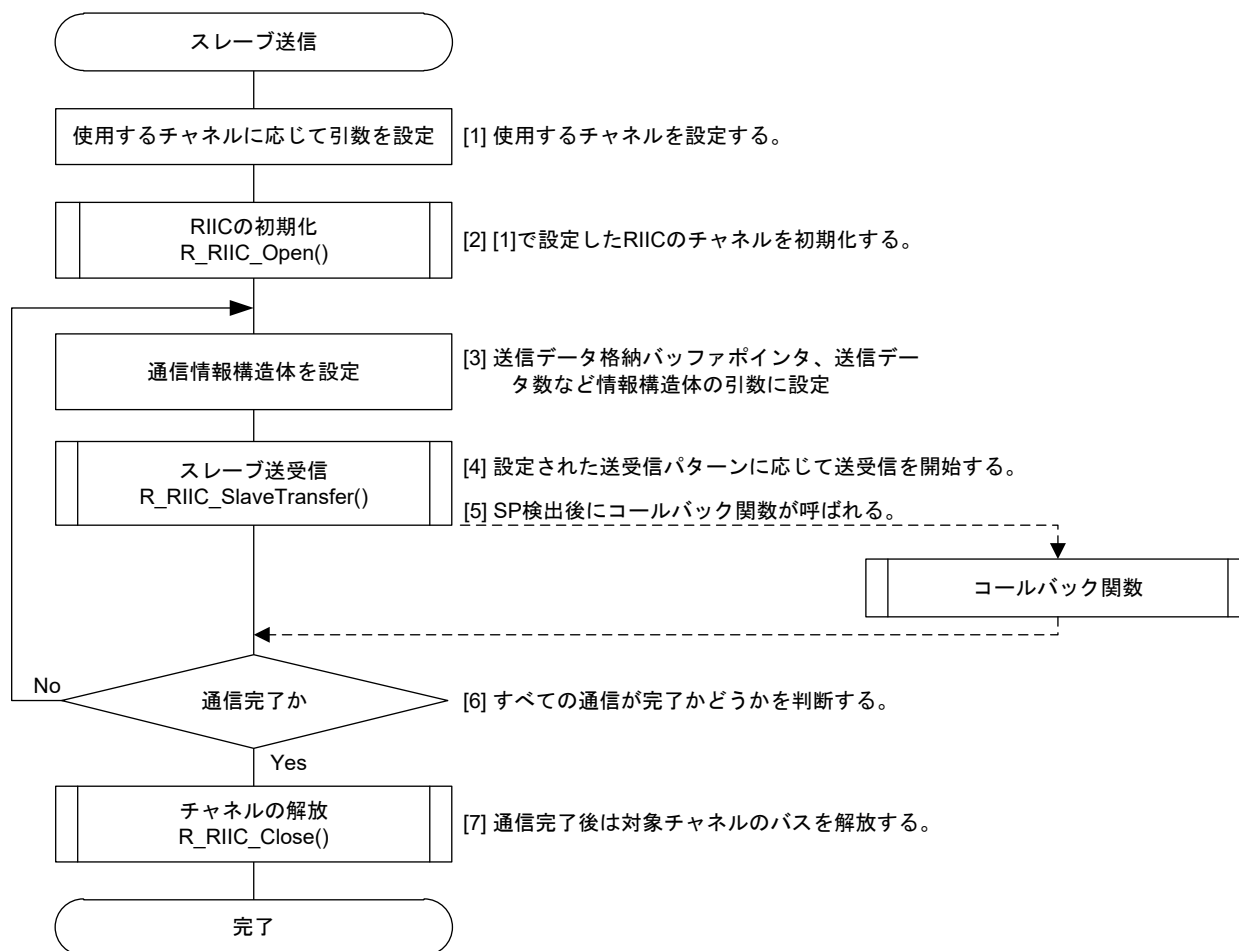 スレーブ送信
使用するチャネルに応じて引数を設定
[1] 使用するチャネルを設定する。
RIICの初期化
R_RIIC_Open()
[2] [1]で設定したRIICのチャネルを初期化する。
通信情報構造体を設定
[3] 送信データ格納バッファポインタ、送信デー
タ数など情報構造体の引数に設定
スレーブ送受信
R_RIIC_SlaveTransfer()
[4] 設定された送受信パターンに応じて送受信を開始する。
[5] SP検出後にコールバック関数が呼ばれる。
コールバック関数
No
通信完了か
[6] すべての通信が完了かどうかを判断する。
Yes
チャネルの解放
R_RIIC_Close()
[7] 通信完了後は対象チャネルのバスを解放する。
完了